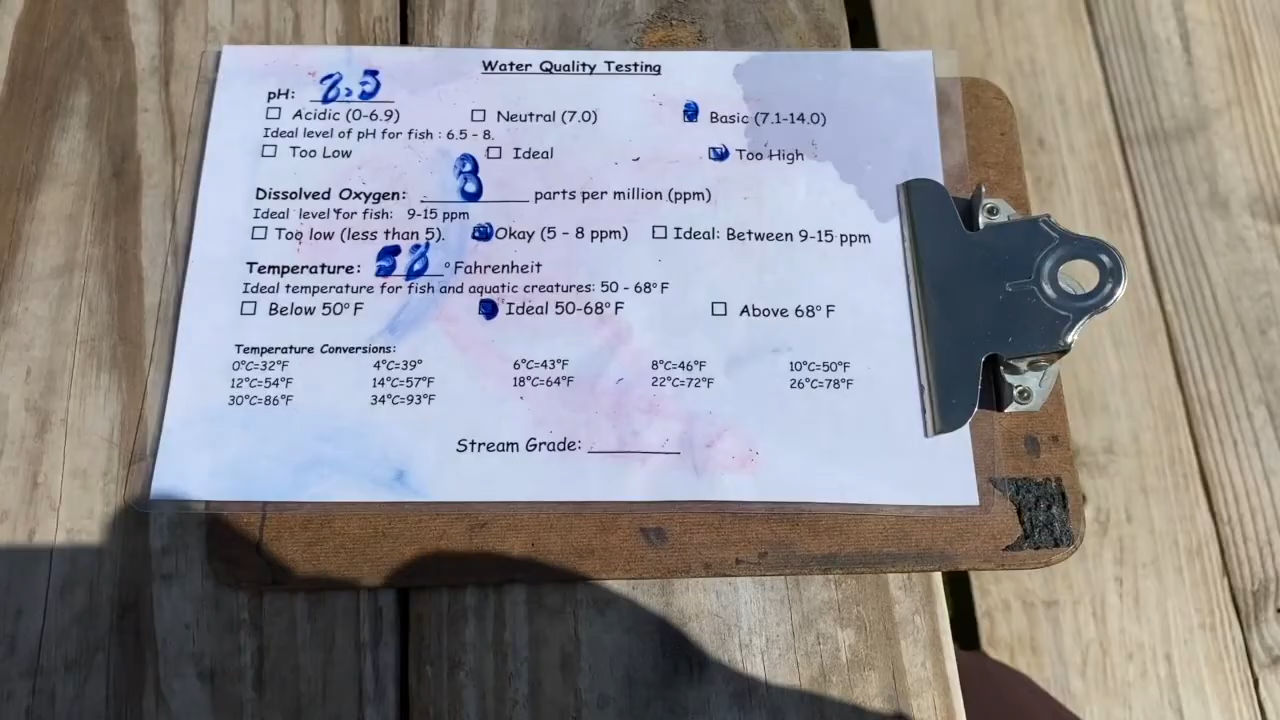 Water Quality Testing
pH: 8.5
☐ Acidic (0-6.9) ☐ Neutral (7.0) ☑ Basic (7.1-14.0)
Ideal level of pH for fish : 6.5 – 8.
☐ Too Low ☐ Ideal ☑ Too High
Dissolved Oxygen: 8 parts per million (ppm)
Ideal level for fish: 9-15 ppm
☐ Too low (less than 5). ☑ Okay (5 – 8 ppm) ☐ Ideal: Between 9-15 ppm
Temperature: 58 ° Fahrenheit
Ideal temperature for fish and aquatic creatures: 50 - 68° F
☐ Below 50° F ☑ Ideal 50-68° F ☐ Above 68° F
Temperature Conversions:
0°C=32°F 4°C=39° 6°C=43°F 8°C=46°F 10°C=50°F
12°C=54°F 14°C=57°F 18°C=64°F 22°C=72°F 26°C=78°F
30°C=86°F 34°C=93°F
Stream Grade: ________